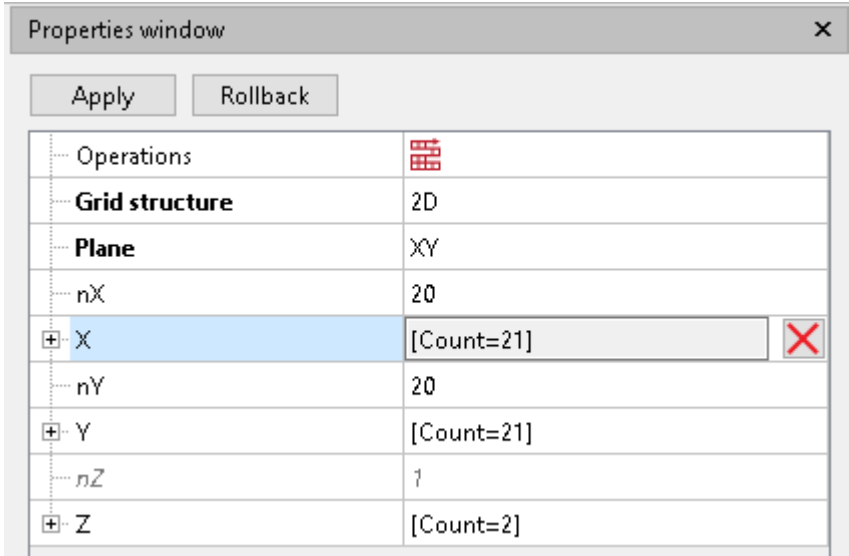 Properties window
Apply Rollback
Operations
Grid structure 2D
Plane XY
nX 20
X [Count=21]
nY 20
Y [Count=21]
nZ 1
Z [Count=2]